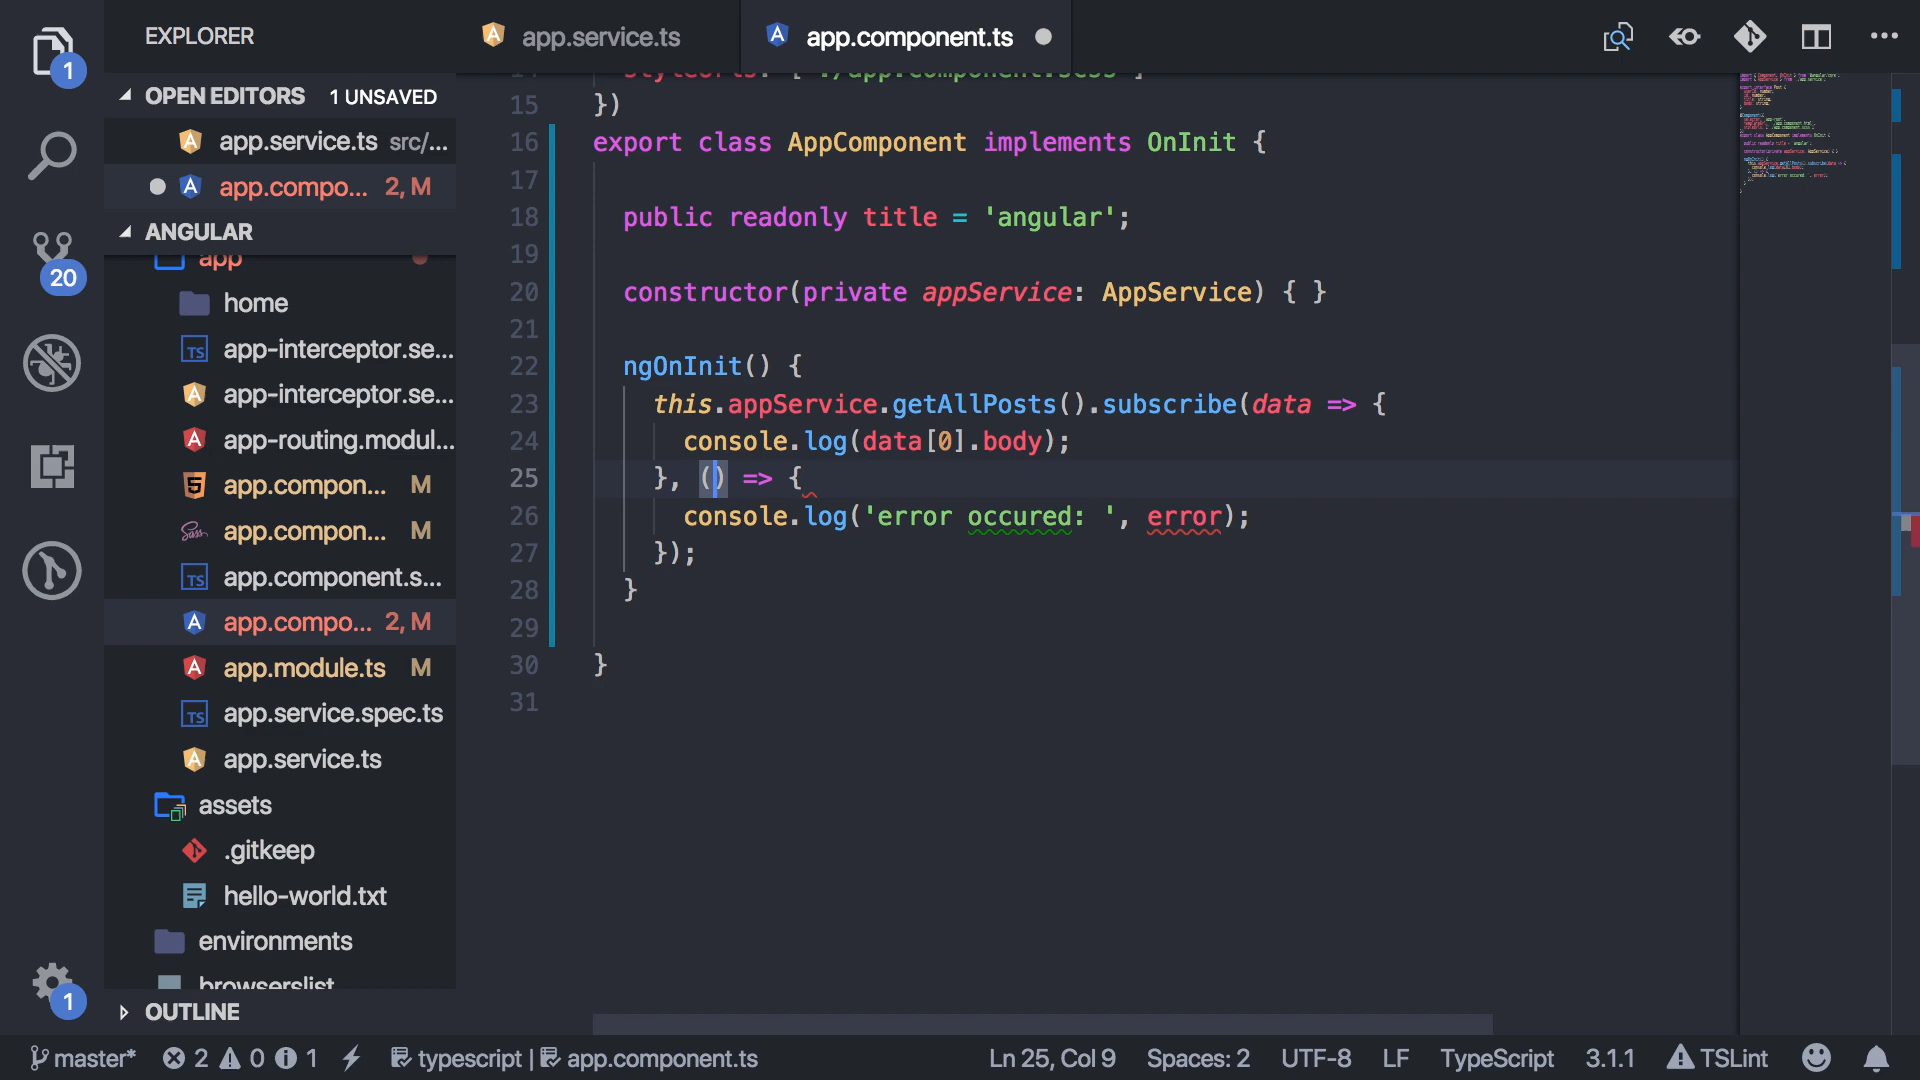 EXPLORER
app.service.ts
app.component.ts
1
OPEN EDITORS 1 UNSAVED
app.service.ts src/...
app.compo... 2, M
ANGULAR
app
home
app-interceptor.se...
app-interceptor.se...
app-routing.modul...
app.compon... M
app.compon... M
app.component.s...
app.compo... 2, M
app.module.ts M
app.service.spec.ts
app.service.ts
assets
.gitkeep
hello-world.txt
environments
browserslist
OUTLINE
20
1
15 })
16 export class AppComponent implements OnInit {
17
18 public readonly title = 'angular';
19
20 constructor(private appService: AppService) { }
21
22 ngOnInit() {
23 this.appService.getAllPosts().subscribe(data => {
24 console.log(data[0].body);
25 }, () => {
26 console.log('error occured: ', error);
27 });
28 }
29
30 }
31
master* 2 0 1 typescript | app.component.ts Ln 25, Col 9 Spaces: 2 UTF-8 LF TypeScript 3.1.1 TSLint